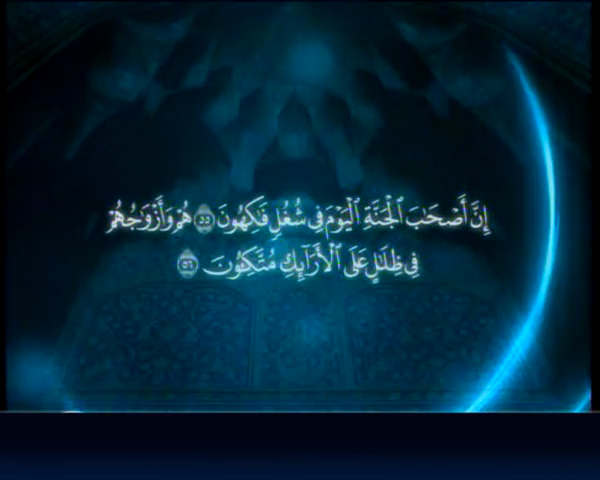 إِنَّ أَصْحَٰبَ ٱلْجَنَّةِ ٱلْيَوْمَ فِى شُغُلٍ فَٰكِهُونَ ۝٥٥ هُمْ وَأَزْوَٰجُهُمْ
فِى ظِلَٰلٍ عَلَى ٱلْأَرَآئِكِ مُتَّكِـُٔونَ ۝٥٦